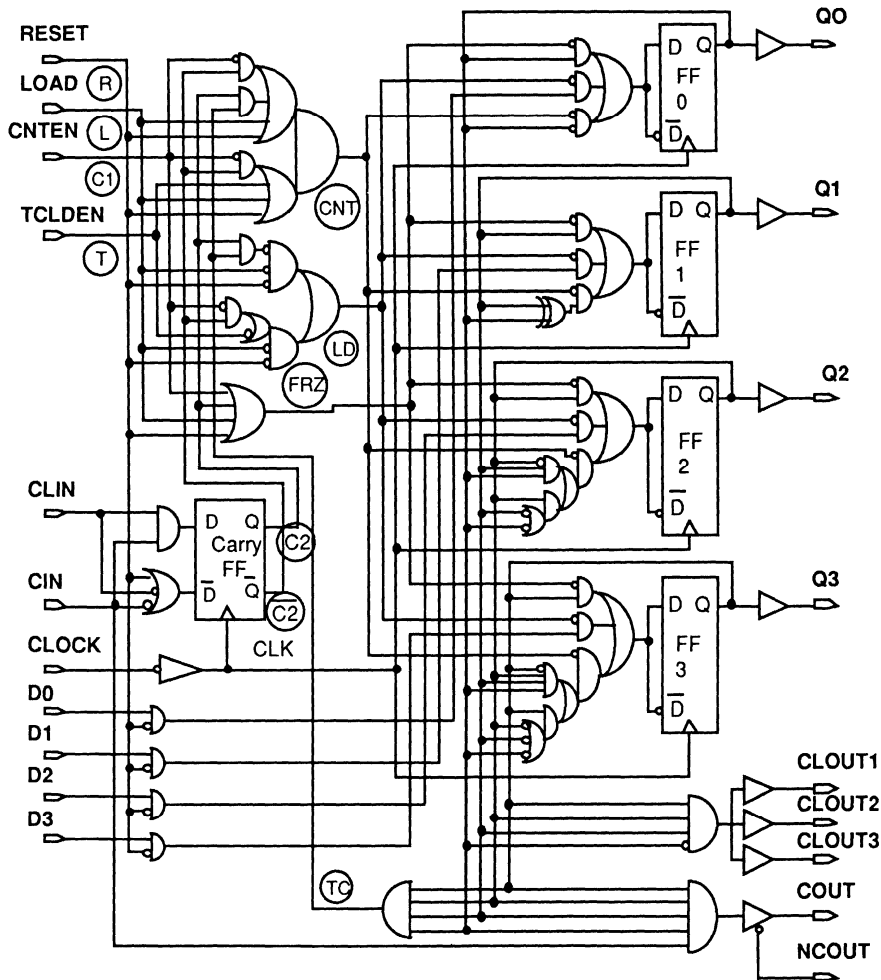 RESET
LOAD
R
CNTEN
L
C1
TCLDEN
T
CNT
LD
FRZ
CLIN
D Q
Carry
FF
D Q
C2
C2
CIN
CLOCK
CLK
D0
D1
D2
D3
TC
D Q
FF
0
D
Q0
D Q
FF
1
D
Q1
D Q
FF
2
D
Q2
D Q
FF
3
D
Q3
CLOUT1
CLOUT2
CLOUT3
COUT
NCOUT